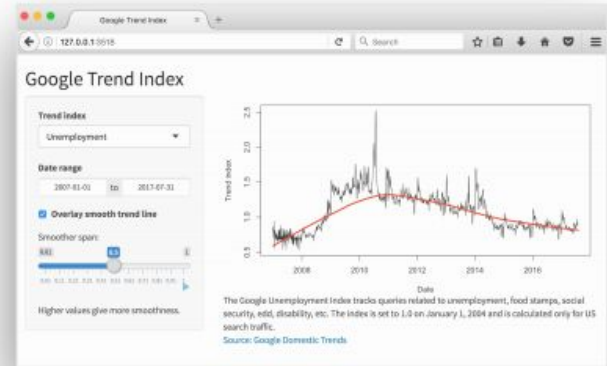 Google Trend Index
127.0.0.1:3518
Search
Google Trend Index
Trend index
Unemployment
Date range
2007-01-01 to 2017-07-31
Overlay smooth trend line
Smoother span:
0.01 0.5 1
Higher values give more smoothness.
Trend index
2.5
2.0
1.5
1.0
0.5
2008 2010 2012 2014 2016
Date
The Google Unemployment Index tracks queries related to unemployment, food stamps, social
security, edd, disability, etc. The index is set to 1.0 on January 1, 2004 and is calculated only for US
search traffic.
Source: Google Domestic Trends